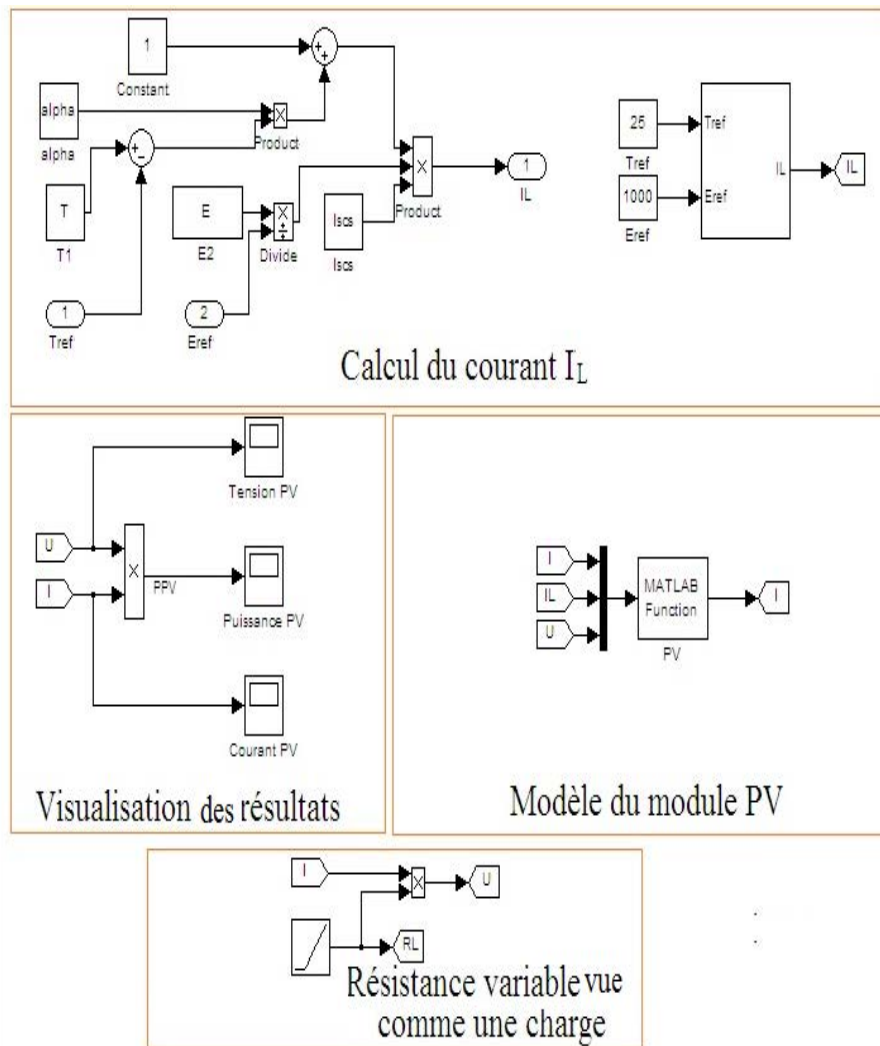 1
Constant
alpha
alpha
Product
T
T1
E
E2
Divide
Iscs
Iscs
Product
1
IL
1
Tref
2
Eref
25
Tref
1000
Eref
Tref
Eref
IL
IL
Calcul du courant IL
U
I
PPV
Tension PV
Puissance PV
Courant PV
Visualisation des résultats
I
IL
U
MATLAB
Function
PV
I
Modèle du module PV
I
U
RL
Résistance variable vue
comme une charge